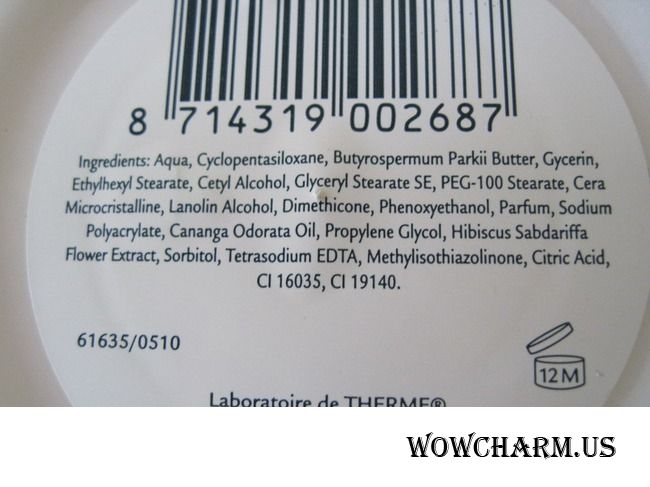 8 714319 002687
Ingredients: Aqua, Cyclopentasiloxane, Butyrospermum Parkii Butter, Gycerin,
Ethylhexyl Stearate, Cetyl Alcohol, Glyceryl Stearate SE, PEG-100 Stearate, Cera
Microcristalline, Lanolin Alcohol, Dimethicone, Phenoxyethanol, Parfum, Sodium
Polyacrylate, Cananga Odorata Oil, Propylene Glycol, Hibiscus Sabdariffa
Flower Extract, Sorbitol, Tetrasodium EDTA, Methylisothiazolinone, Citric Acid,
CI 16035, CI 19140.
61635/0510
12M
Laboratoire de THERME®
WOWCHARM.US